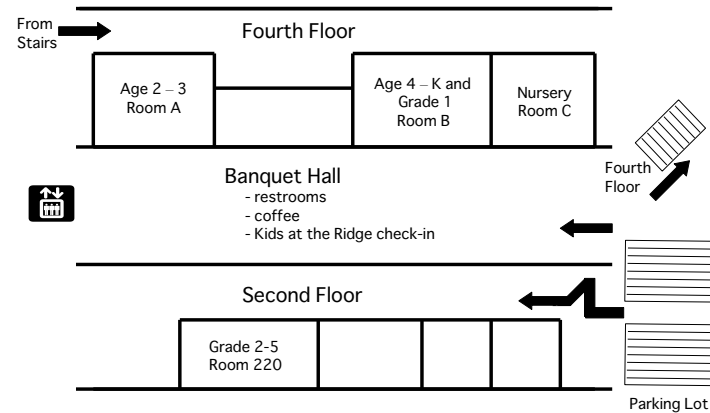 From
Stairs
Fourth Floor
Age 2 – 3
Room A
Age 4 – K and
Grade 1
Room B
Nursery
Room C
Fourth
Floor
Banquet Hall
- restrooms
- coffee
- Kids at the Ridge check-in
Second Floor
Grade 2-5
Room 220
Parking Lot